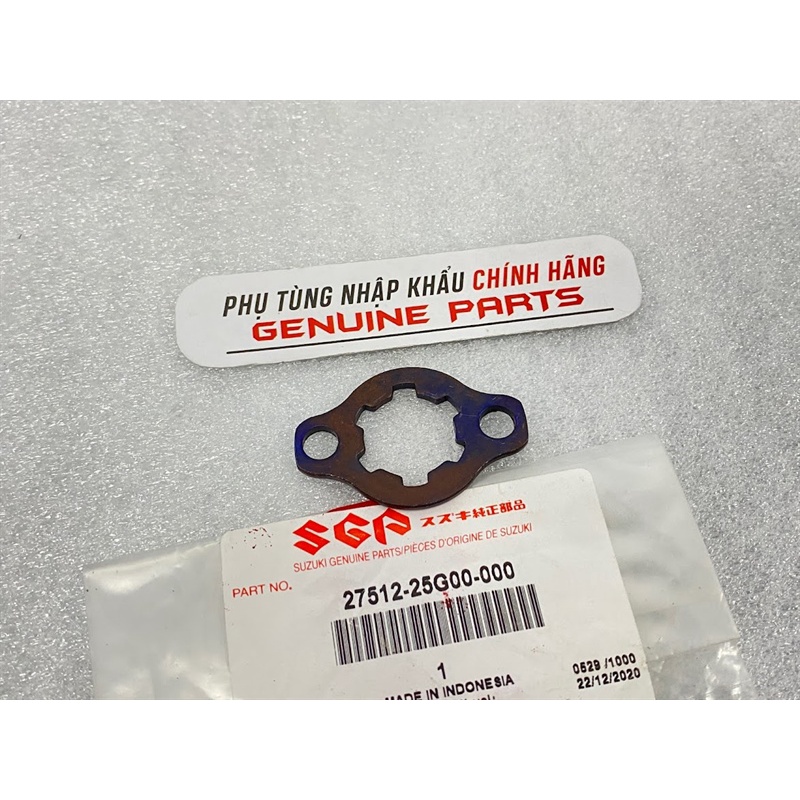 PHỤ TÙNG NHẬP KHẨU CHÍNH HÃNG
GENUINE PARTS
SGP スズキ純正部品
SUZUKI GENUINE PARTS/PIÈCES D'ORIGINE DE SUZUKI
PART NO. 27512-25G00-000
1
0529 /1000
MADE IN INDONESIA
22/12/2020